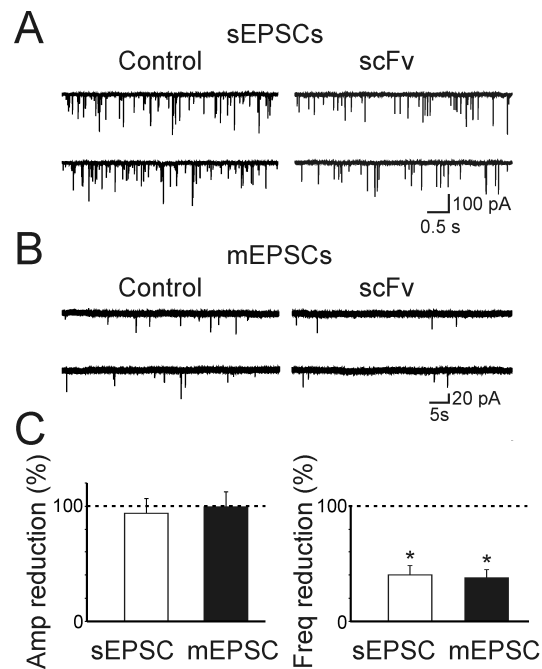 A
sEPSCs
Control scFv
100 pA
0.5 s
B
mEPSCs
Control scFv
20 pA
5s
C
Amp reduction (%)
100
0
sEPSC mEPSC
Freq reduction (%)
100
* *
0
sEPSC mEPSC